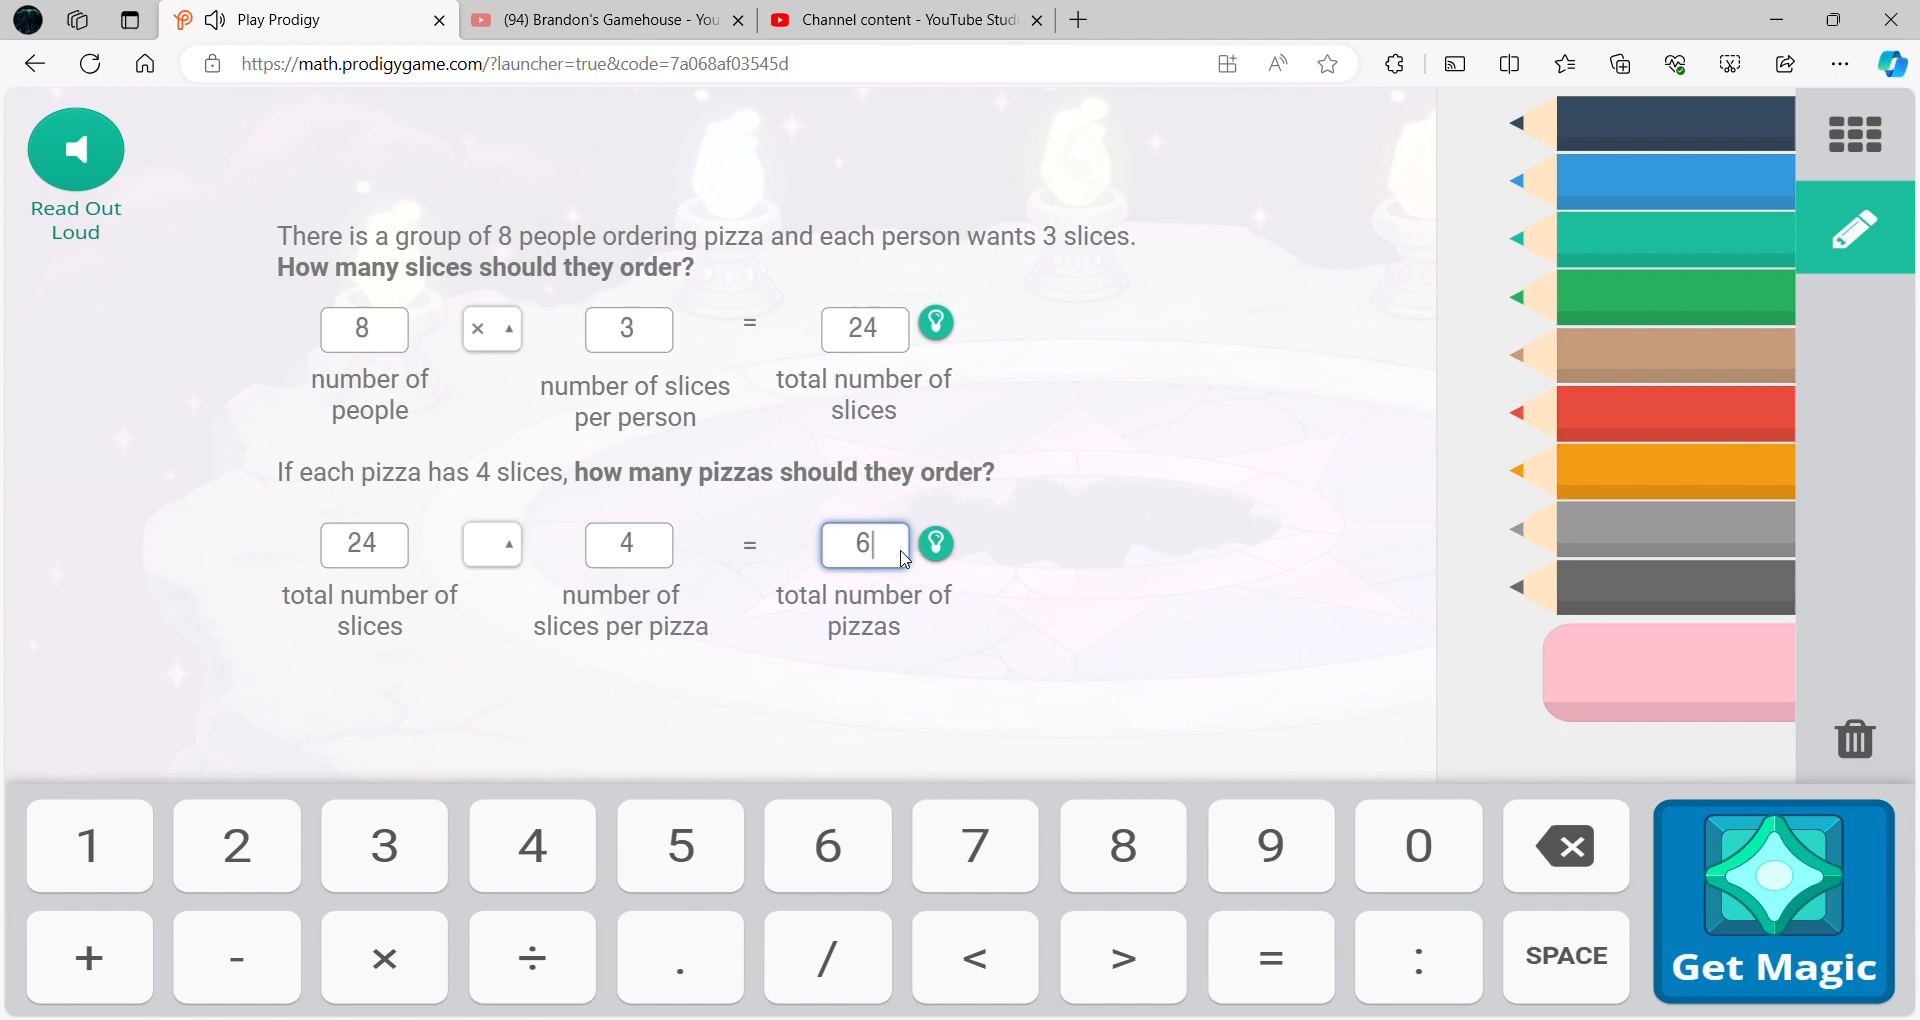 Play Prodigy
(94) Brandon's Gamehouse - You
Channel content - YouTube Studi
https://math.prodigygame.com/?launcher=true&code=7a068af03545d
Read Out
Loud
There is a group of 8 people ordering pizza and each person wants 3 slices.
How many slices should they order?
8 × 3 = 24
number of people
number of slices per person
total number of slices
If each pizza has 4 slices, how many pizzas should they order?
24 4 = 6
total number of slices
number of slices per pizza
total number of pizzas
1 2 3 4 5 6 7 8 9 0
+ - × ÷ . / < > = : SPACE
Get Magic